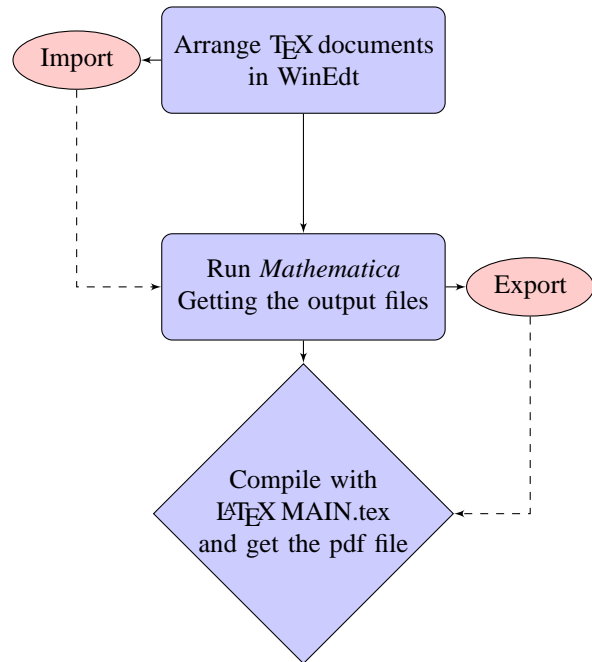 Import
Arrange TEX documents
in WinEdt
Run Mathematica
Getting the output files
Export
Compile with
LATEX MAIN.tex
and get the pdf file